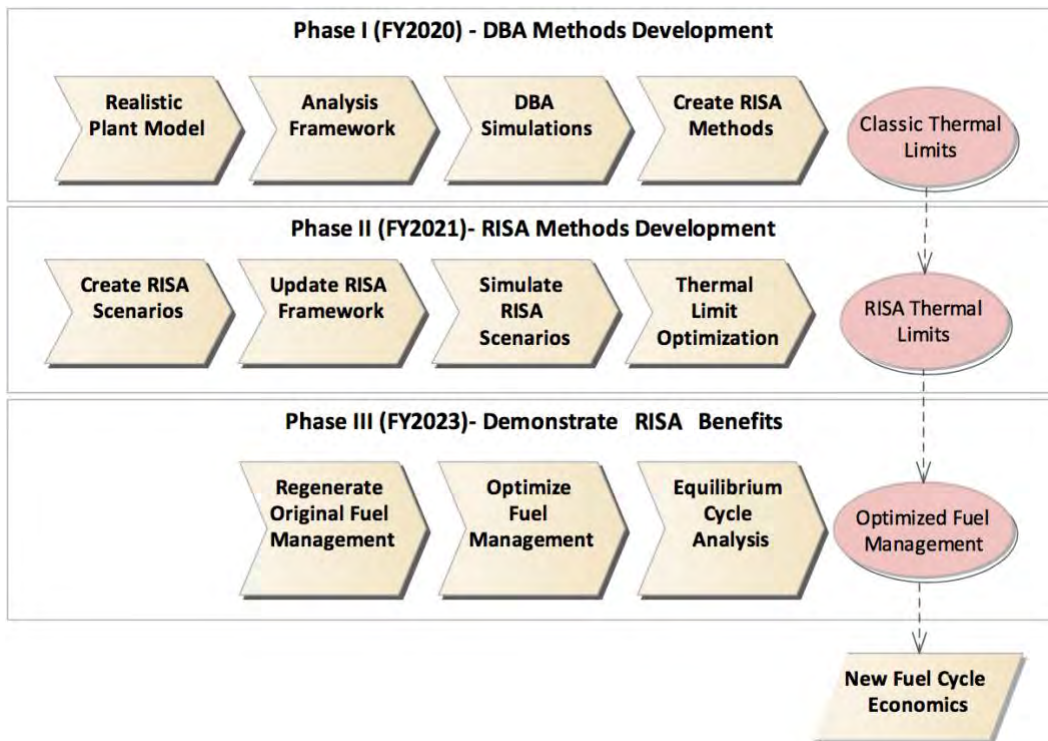 Phase I (FY2020) - DBA Methods Development
Realistic
Plant Model
Analysis
Framework
DBA
Simulations
Create RISA
Methods
Classic Thermal
Limits
Phase II (FY2021)- RISA Methods Development
Create RISA
Scenarios
Update RISA
Framework
Simulate
RISA
Scenarios
Thermal
Limit
Optimization
RISA Thermal
Limits
Phase III (FY2023)- Demonstrate RISA Benefits
Regenerate
Original Fuel
Management
Optimize
Fuel
Management
Equilibrium
Cycle
Analysis
Optimized Fuel
Management
New Fuel Cycle
Economics